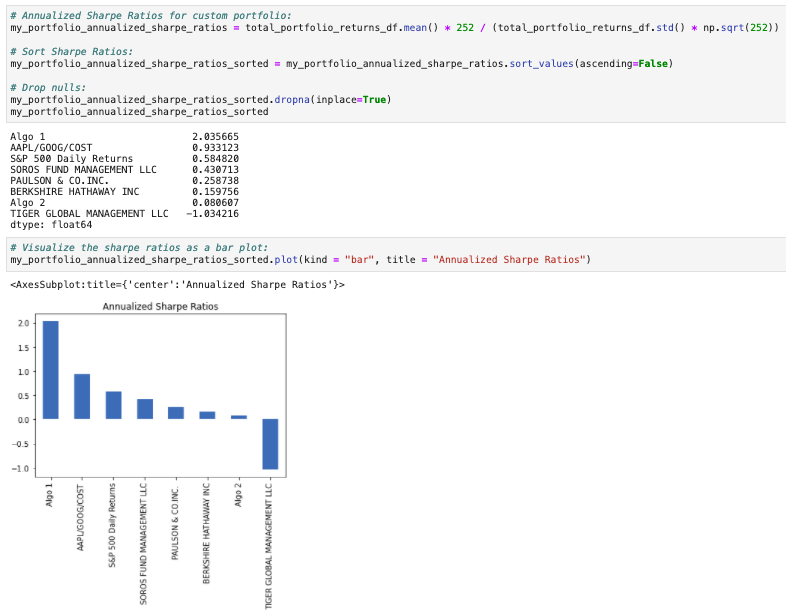 # Annualized Sharpe Ratios for custom portfolio:
my_portfolio_annualized_sharpe_ratios = total_portfolio_returns_df.mean() * 252 / (total_portfolio_returns_df.std() * np.sqrt(252))
# Sort Sharpe Ratios:
my_portfolio_annualized_sharpe_ratios_sorted = my_portfolio_annualized_sharpe_ratios.sort_values(ascending=False)
# Drop nulls:
my_portfolio_annualized_sharpe_ratios_sorted.dropna(inplace=True)
my_portfolio_annualized_sharpe_ratios_sorted
Algo 1 2.035665
AAPL/GOOG/COST 0.933123
S&P 500 Daily Returns 0.584820
SOROS FUND MANAGEMENT LLC 0.430713
PAULSON & CO.INC. 0.258738
BERKSHIRE HATHAWAY INC 0.159756
Algo 2 0.080607
TIGER GLOBAL MANAGEMENT LLC -1.034216
dtype: float64
# Visualize the sharpe ratios as a bar plot:
my_portfolio_annualized_sharpe_ratios_sorted.plot(kind = "bar", title = "Annualized Sharpe Ratios")
<AxesSubplot:title={'center':'Annualized Sharpe Ratios'}>
Annualized Sharpe Ratios
2.0
1.5
1.0
0.5
0.0
−0.5
−1.0
Algo 1
AAPL/GOOG/COST
S&P 500 Daily Returns
SOROS FUND MANAGEMENT LLC
PAULSON & CO.INC.
BERKSHIRE HATHAWAY INC
Algo 2
TIGER GLOBAL MANAGEMENT LLC